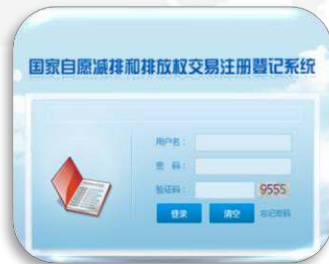 国家自愿减排和排放权交易注册登记系统
用户名：
密 码：
验证码： 9555
登录 清空 忘记密码